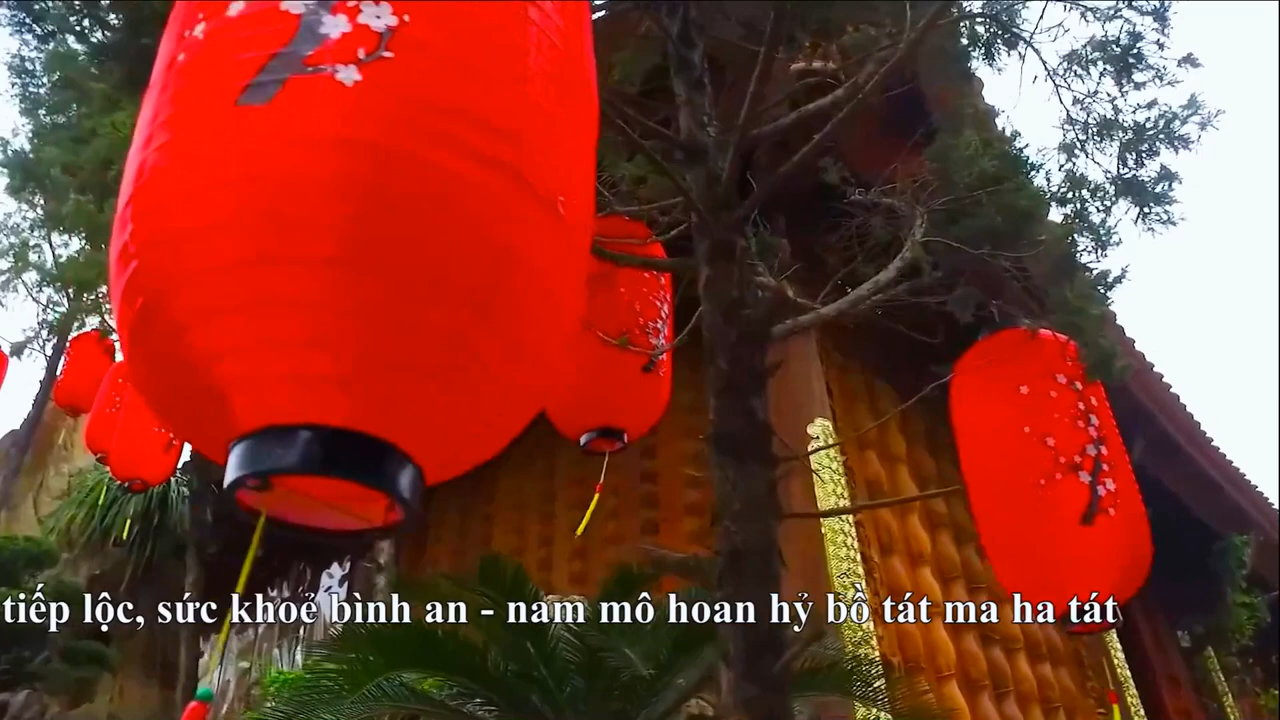 tiếp lộc, sức khoẻ bình an - nam mô hoan hỷ bồ tát ma ha tát